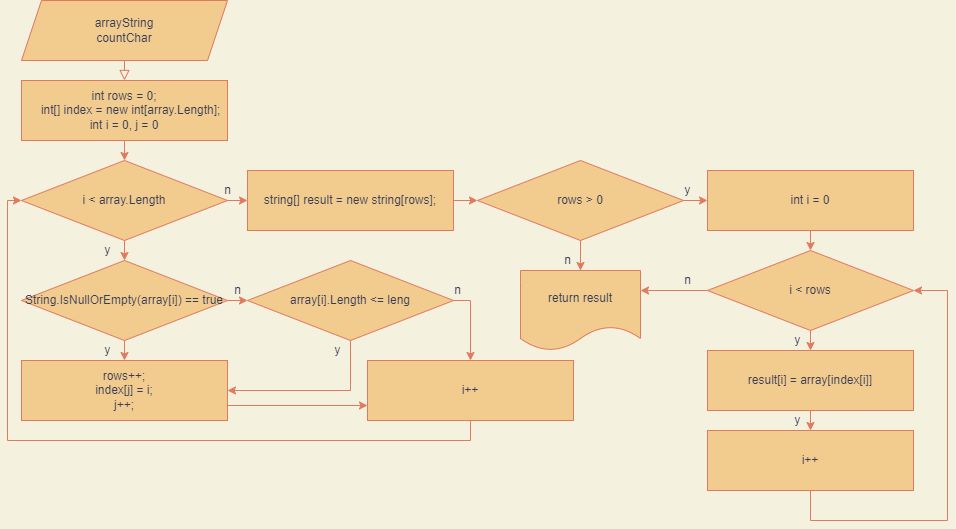 arrayString
countChar
int rows = 0;
int[] index = new int[array.Length];
int i = 0, j = 0
i < array.Length
n
string[] result = new string[rows];
rows > 0
y
int i = 0
y
n
String.IsNullOrEmpty(array[i]) == true
n
array[i].Length <= leng
n
return result
n
i < rows
y
y
y
rows++;
index[j] = i;
j++;
i++
result[i] = array[index[i]]
y
i++